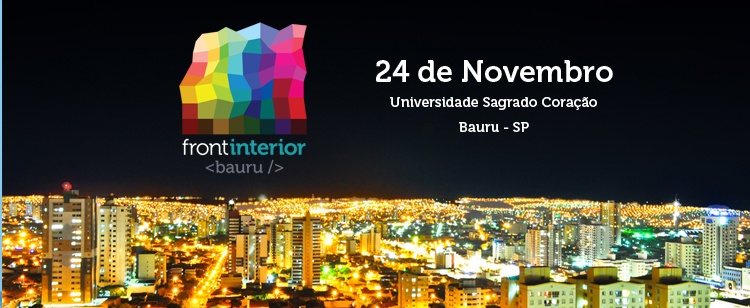 frontinterior
<bauru />
24 de Novembro
Universidade Sagrado Coração
Bauru - SP